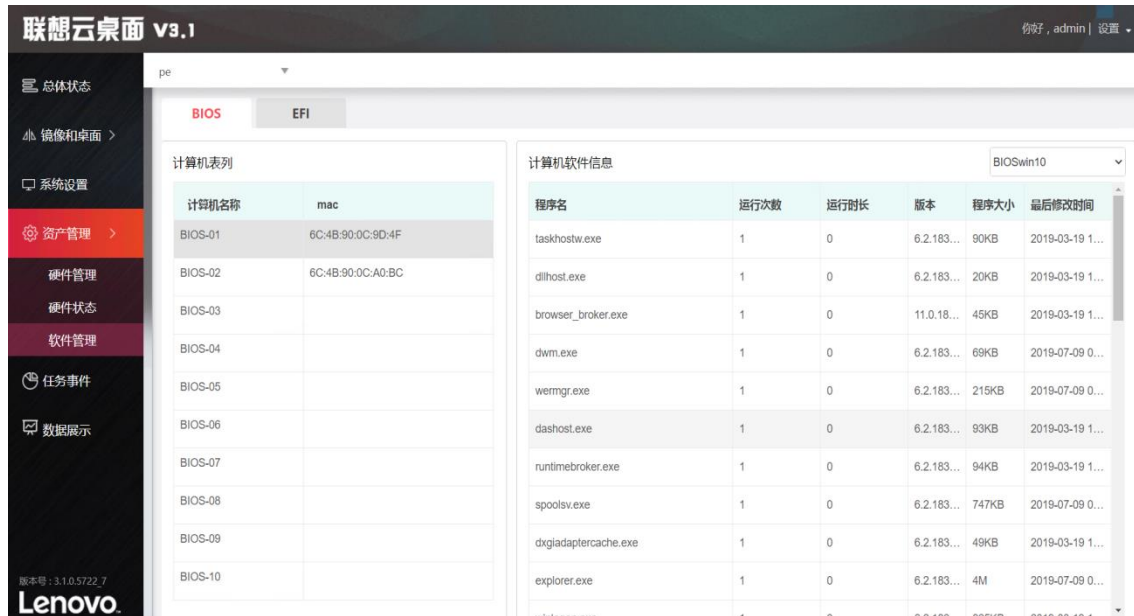 联想云桌面 V3.1
你好，admin | 设置
pe
总体状态
镜像和桌面
系统设置
资产管理
硬件管理
硬件状态
软件管理
任务事件
数据展示
版本号：3.1.0.5722_7
Lenovo.
BIOS EFI
计算机表列
计算机名称 mac
BIOS-01 6C:4B:90:0C:9D:4F
BIOS-02 6C:4B:90:0C:A0:BC
BIOS-03
BIOS-04
BIOS-05
BIOS-06
BIOS-07
BIOS-08
BIOS-09
BIOS-10
计算机软件信息 BIOSwin10
程序名 运行次数 运行时长 版本 程序大小 最后修改时间
taskhostw.exe 1 0 6.2.183... 90KB 2019-03-19 1...
dllhost.exe 1 0 6.2.183... 20KB 2019-03-19 1...
browser_broker.exe 1 0 11.0.18... 45KB 2019-03-19 1...
dwm.exe 1 0 6.2.183... 69KB 2019-07-09 0...
wermgr.exe 1 0 6.2.183... 215KB 2019-07-09 0...
dashost.exe 1 0 6.2.183... 93KB 2019-03-19 1...
runtimebroker.exe 1 0 6.2.183... 94KB 2019-03-19 1...
spoolsv.exe 1 0 6.2.183... 747KB 2019-07-09 0...
dxgiadaptercache.exe 1 0 6.2.183... 49KB 2019-03-19 1...
explorer.exe 1 0 6.2.183... 4M 2019-07-09 0...